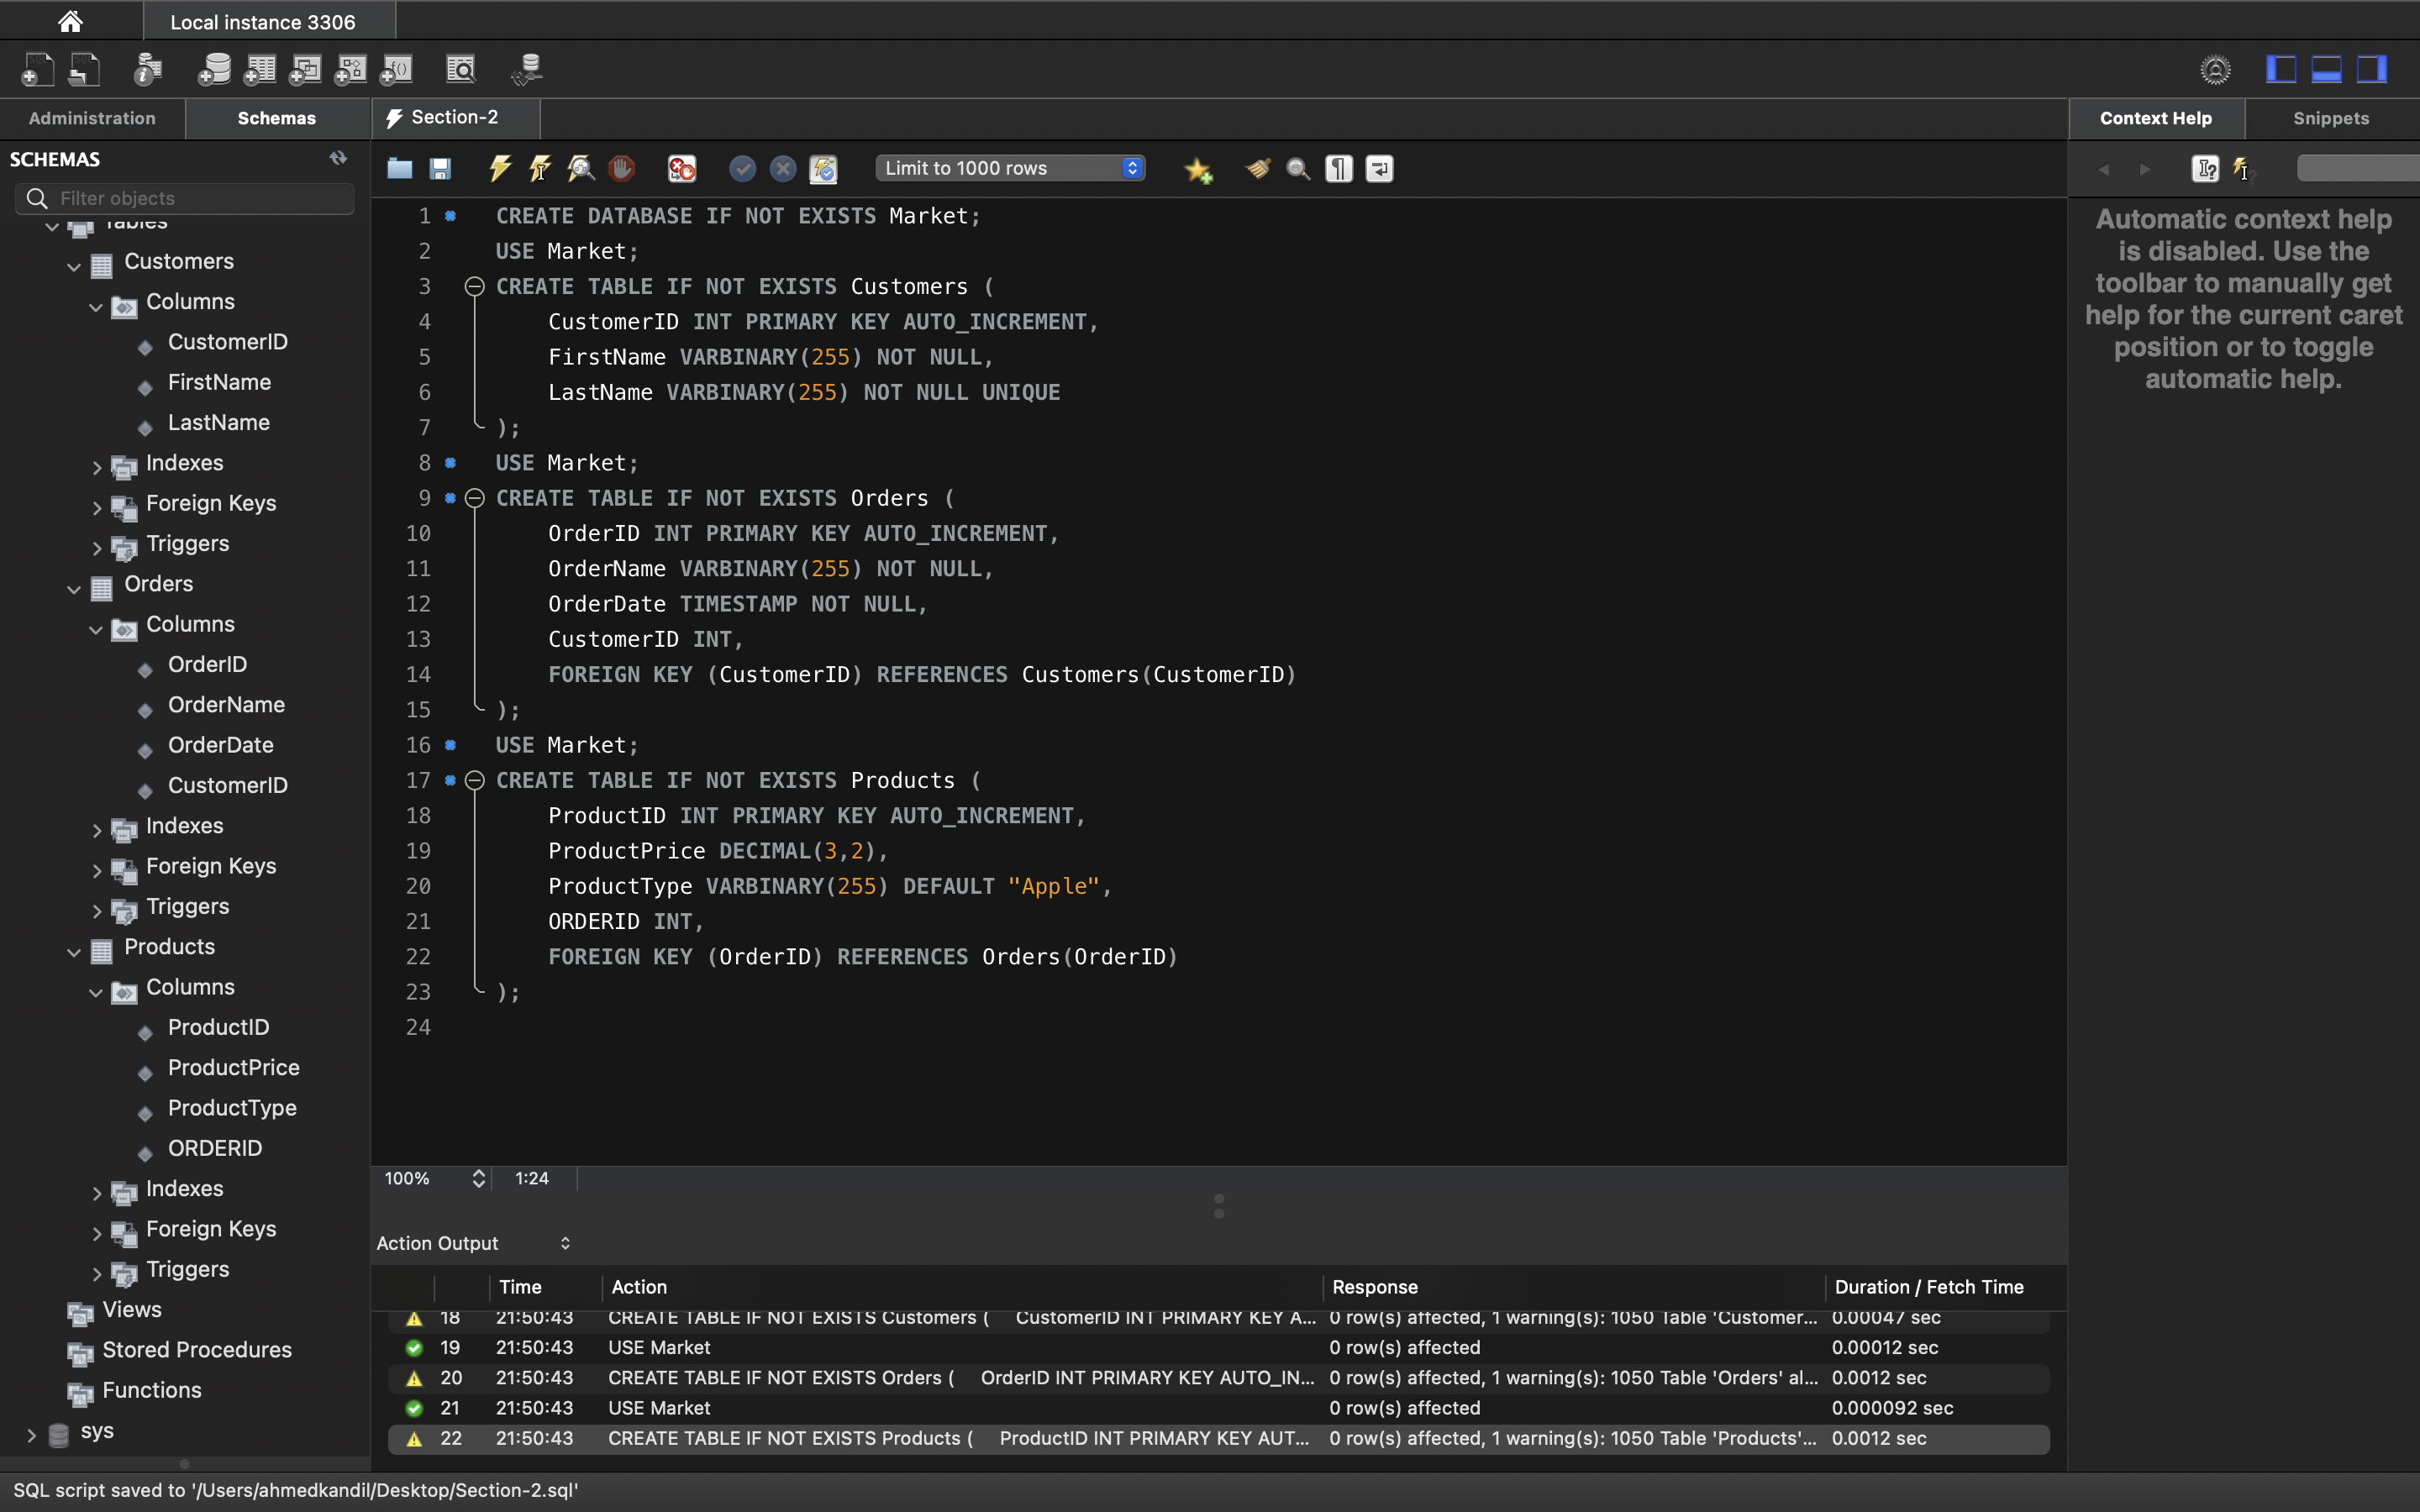 Local instance 3306
Administration
Schemas
Section-2
Context Help
Snippets
SCHEMAS
Filter objects
Limit to 1000 rows
Tables
Customers
Columns
CustomerID
FirstName
LastName
Indexes
Foreign Keys
Triggers
Orders
Columns
OrderID
OrderName
OrderDate
CustomerID
Indexes
Foreign Keys
Triggers
Products
Columns
ProductID
ProductPrice
ProductType
ORDERID
Indexes
Foreign Keys
Triggers
Views
Stored Procedures
Functions
sys
1 CREATE DATABASE IF NOT EXISTS Market;
2 USE Market;
3 CREATE TABLE IF NOT EXISTS Customers (
4 CustomerID INT PRIMARY KEY AUTO_INCREMENT,
5 FirstName VARBINARY(255) NOT NULL,
6 LastName VARBINARY(255) NOT NULL UNIQUE
7 );
8 USE Market;
9 CREATE TABLE IF NOT EXISTS Orders (
10 OrderID INT PRIMARY KEY AUTO_INCREMENT,
11 OrderName VARBINARY(255) NOT NULL,
12 OrderDate TIMESTAMP NOT NULL,
13 CustomerID INT,
14 FOREIGN KEY (CustomerID) REFERENCES Customers(CustomerID)
15 );
16 USE Market;
17 CREATE TABLE IF NOT EXISTS Products (
18 ProductID INT PRIMARY KEY AUTO_INCREMENT,
19 ProductPrice DECIMAL(3,2),
20 ProductType VARBINARY(255) DEFAULT "Apple",
21 ORDERID INT,
22 FOREIGN KEY (OrderID) REFERENCES Orders(OrderID)
23 );
24
Automatic context help
is disabled. Use the
toolbar to manually get
help for the current caret
position or to toggle
automatic help.
100% 1:24
Action Output
Time Action Response Duration / Fetch Time
18 21:50:43 CREATE TABLE IF NOT EXISTS Customers ( CustomerID INT PRIMARY KEY A... 0 row(s) affected, 1 warning(s): 1050 Table 'Customer... 0.00047 sec
19 21:50:43 USE Market 0 row(s) affected 0.00012 sec
20 21:50:43 CREATE TABLE IF NOT EXISTS Orders ( OrderID INT PRIMARY KEY AUTO_IN... 0 row(s) affected, 1 warning(s): 1050 Table 'Orders' al... 0.0012 sec
21 21:50:43 USE Market 0 row(s) affected 0.000092 sec
22 21:50:43 CREATE TABLE IF NOT EXISTS Products ( ProductID INT PRIMARY KEY AUT... 0 row(s) affected, 1 warning(s): 1050 Table 'Products'... 0.0012 sec
SQL script saved to '/Users/ahmedkandil/Desktop/Section-2.sql'